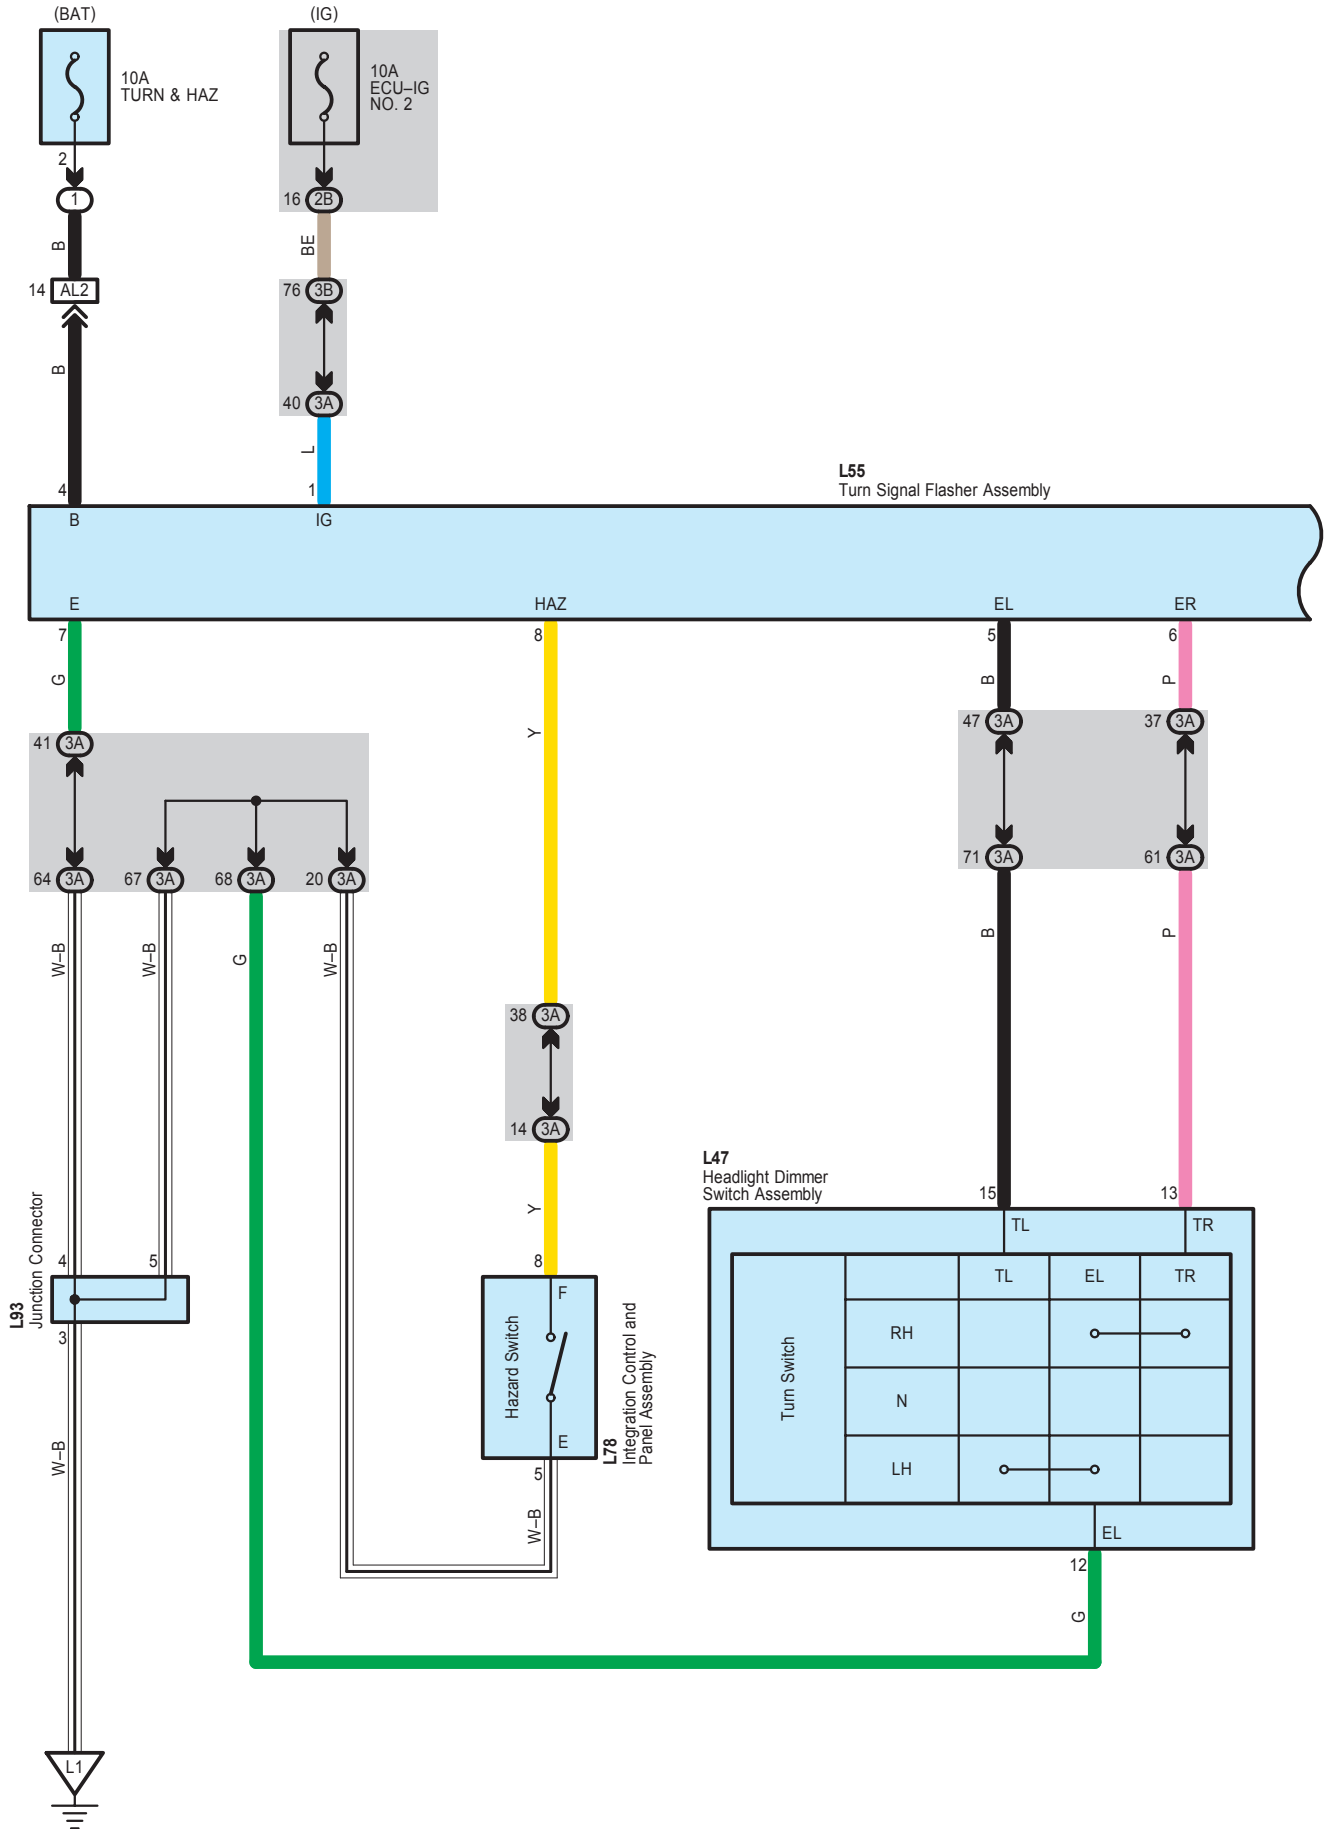 (BAT)
(IG)
10A
TURN & HAZ
10A
ECU–IG
NO. 2
2
1
16
2B
B
BE
14
AL2
76
3B
B
40
3A
L
4
1
L55
Turn Signal Flasher Assembly
B
IG
E
HAZ
EL
ER
7
8
5
6
G
Y
B
P
41
3A
47
3A
37
3A
64
3A
67
3A
68
3A
20
3A
71
3A
61
3A
W–B
W–B
G
W–B
B
P
38
3A
14
3A
Y
L47
Headlight Dimmer
Switch Assembly
15
13
TL
TR
L93
Junction Connector
4
5
3
8
F
Hazard Switch
E
L78
Integration Control and
Panel Assembly
5
W–B
W–B
Turn Switch
TL
EL
TR
RH
N
LH
EL
12
G
L1